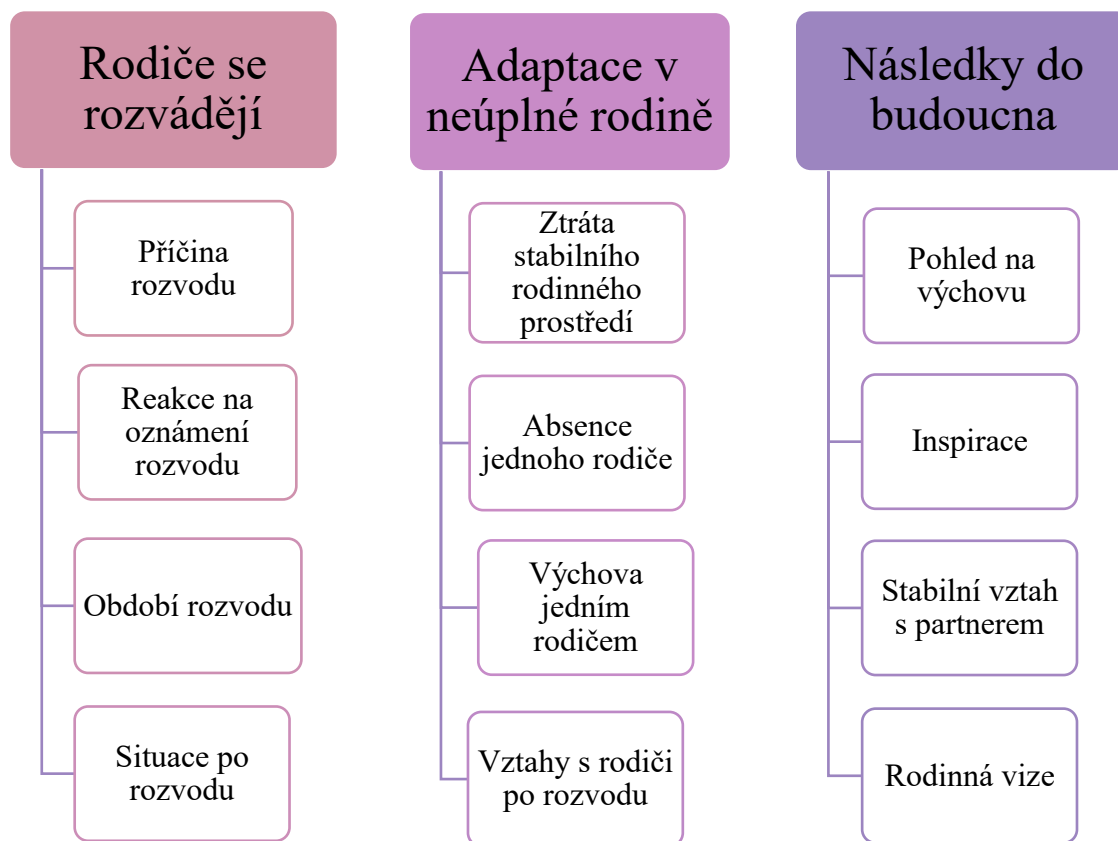 Rodiče se
rozvádějí
Příčina
rozvodu
Reakce na
oznámení
rozvodu
Období rozvodu
Situace po
rozvodu
Adaptace v
neúplné rodině
Ztráta
stabilního
rodinného
prostředí
Absence
jednoho rodiče
Výchova
jedním
rodičem
Vztahy s rodiči
po rozvodu
Následky do
budoucna
Pohled na
výchovu
Inspirace
Stabilní vztah
s partnerem
Rodinná vize